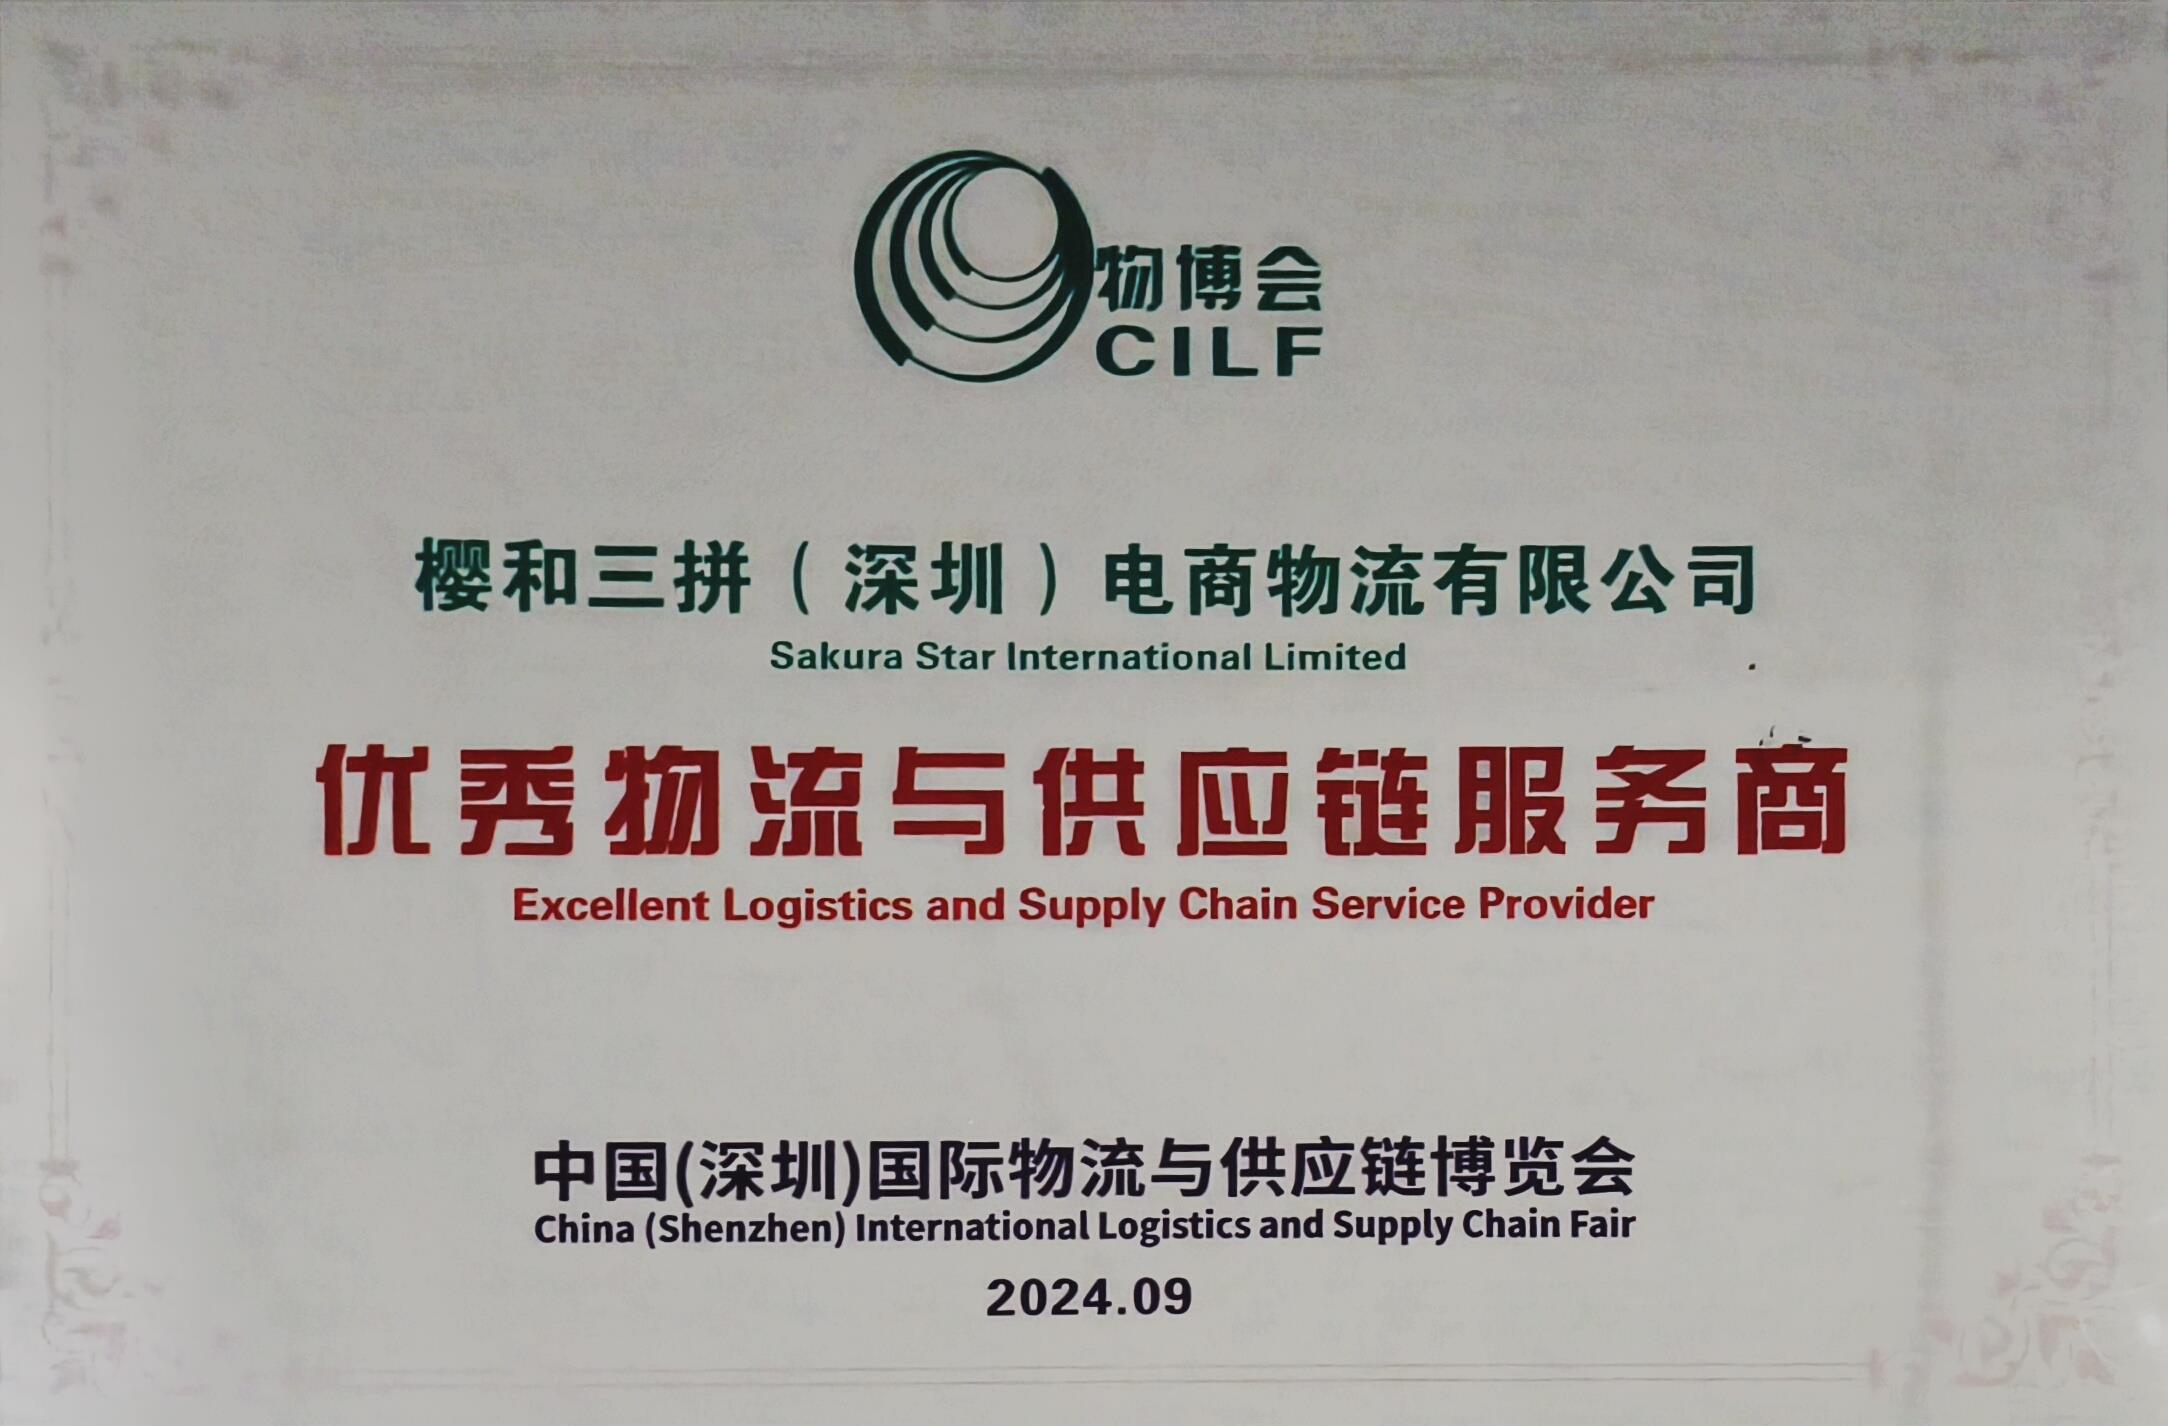 物博会
CILF
樱和三拼（深圳）电商物流有限公司
Sakura Star International Limited
优秀物流与供应链服务商
Excellent Logistics and Supply Chain Service Provider
中国(深圳)国际物流与供应链博览会
China (Shenzhen) International Logistics and Supply Chain Fair
2024.09